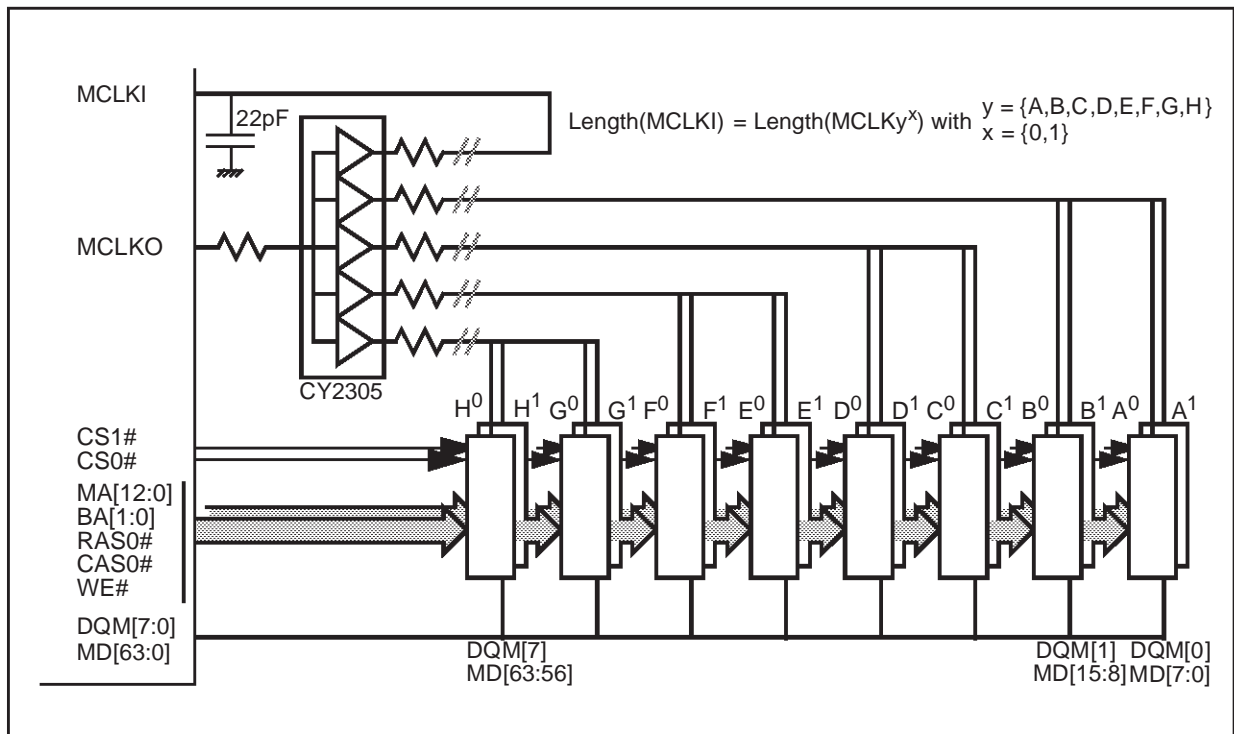 MCLKI
22pF
Length(MCLKI) = Length(MCLKy^x) with
y = {A,B,C,D,E,F,G,H}
x = {0,1}
MCLKO
CY2305
H^0 H^1 G^0 G^1 F^0 F^1 E^0 E^1 D^0 D^1 C^0 C^1 B^0 B^1 A^0 A^1
CS1#
CS0#
MA[12:0]
BA[1:0]
RAS0#
CAS0#
WE#
DQM[7:0]
MD[63:0]
DQM[7] DQM[1] DQM[0]
MD[63:56] MD[15:8] MD[7:0]